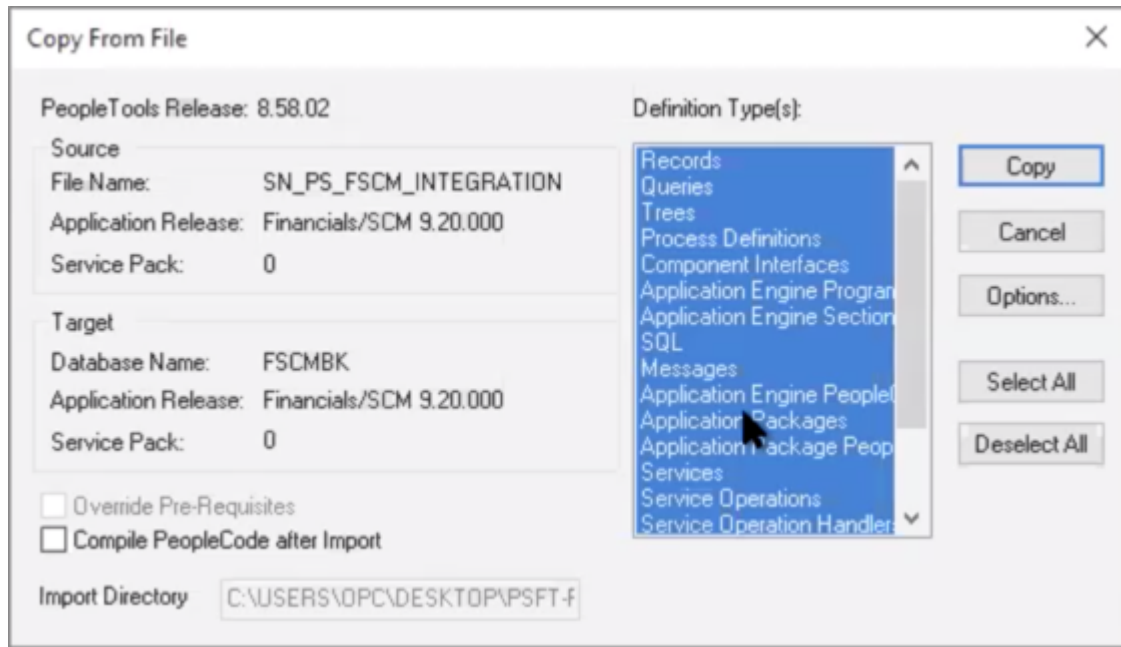 Copy From File
PeopleTools Release: 8.58.02
Source
File Name: SN_PS_FSCM_INTEGRATION
Application Release: Financials/SCM 9.20.000
Service Pack: 0
Target
Database Name: FSCMBK
Application Release: Financials/SCM 9.20.000
Service Pack: 0
Override Pre-Requisites
Compile PeopleCode after Import
Import Directory C:\USERS\OPC\DESKTOP\PSFT-F
Definition Type(s):
Records
Queries
Trees
Process Definitions
Component Interfaces
Application Engine Program
Application Engine Section
SQL
Messages
Application Engine People
Application Packages
Application Package Peop
Services
Service Operations
Service Operation Handlers
Copy
Cancel
Options...
Select All
Deselect All